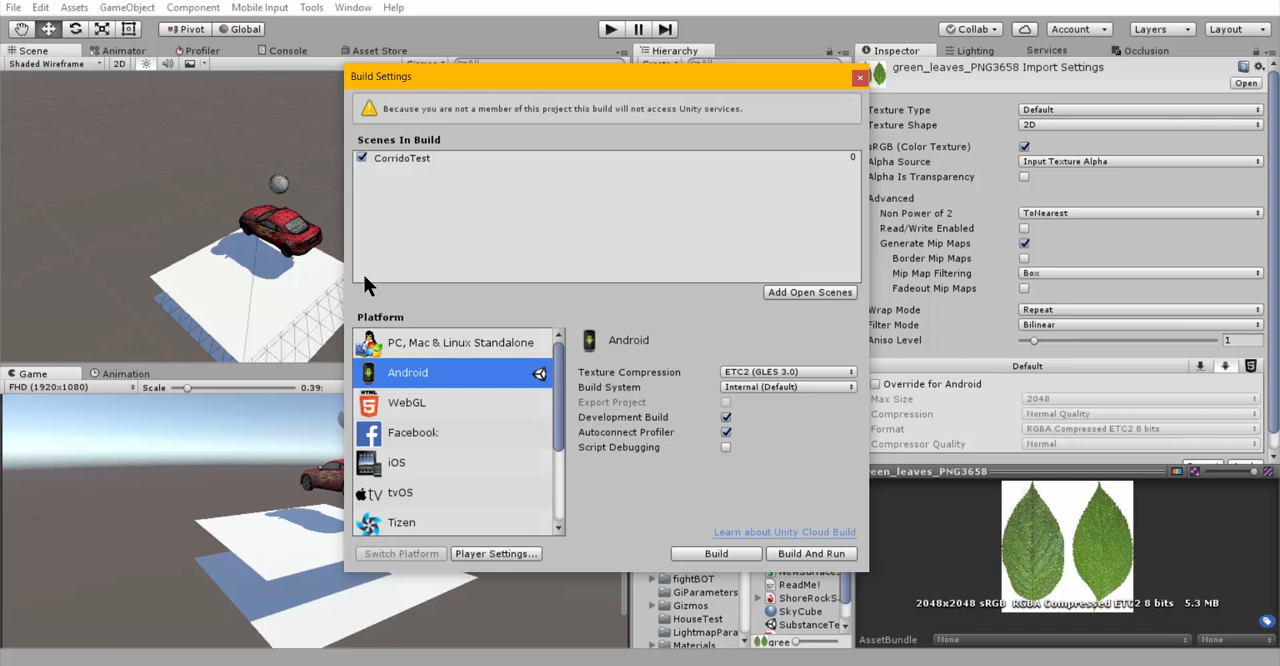 File Edit Assets GameObject Component Mobile Input Tools Window Help
Pivot Global Collab Account Layers Layout
Scene Animator Profiler Console Asset Store Hierarchy Inspector Lighting Services Occlusion
Shaded Wireframe 2D
green_leaves_PNG3658 Import Settings
Open
Build Settings
Because you are not a member of this project this build will not access Unity services.
Scenes In Build
CorridoTest 0
Add Open Scenes
Platform
PC, Mac & Linux Standalone
Android
WebGL
Facebook
iOS
tvOS
Tizen
Android
Texture Compression ETC2 (GLES 3.0)
Build System Internal (Default)
Export Project
Development Build
Autoconnect Profiler
Script Debugging
Learn about Unity Cloud Build
Switch Platform Player Settings... Build Build And Run
Texture Type Default
Texture Shape 2D
sRGB (Color Texture)
Alpha Source Input Texture Alpha
Alpha Is Transparency
Advanced
Non Power of 2 ToNearest
Read/Write Enabled
Generate Mip Maps
Border Mip Maps
Mip Map Filtering Box
Fadeout Mip Maps
Wrap Mode Repeat
Filter Mode Bilinear
Aniso Level 1
Default
Override for Android
Max Size 2048
Compression Normal Quality
Format RGBA Compressed ETC2 8 bits
Compressor Quality Normal
reen_leaves_PNG3658
2048x2048 sRGB RGBA Compressed ETC2 8 bits 5.3 MB
AssetBundle None None
Game Animation
FHD (1920x1080) Scale 0.39:
fightBOT
GiParameters
Gizmos
HouseTest
LightmapPara
Materials
ReadMe!
ShoreRockS
SkyCube
SubstanceTe
gree